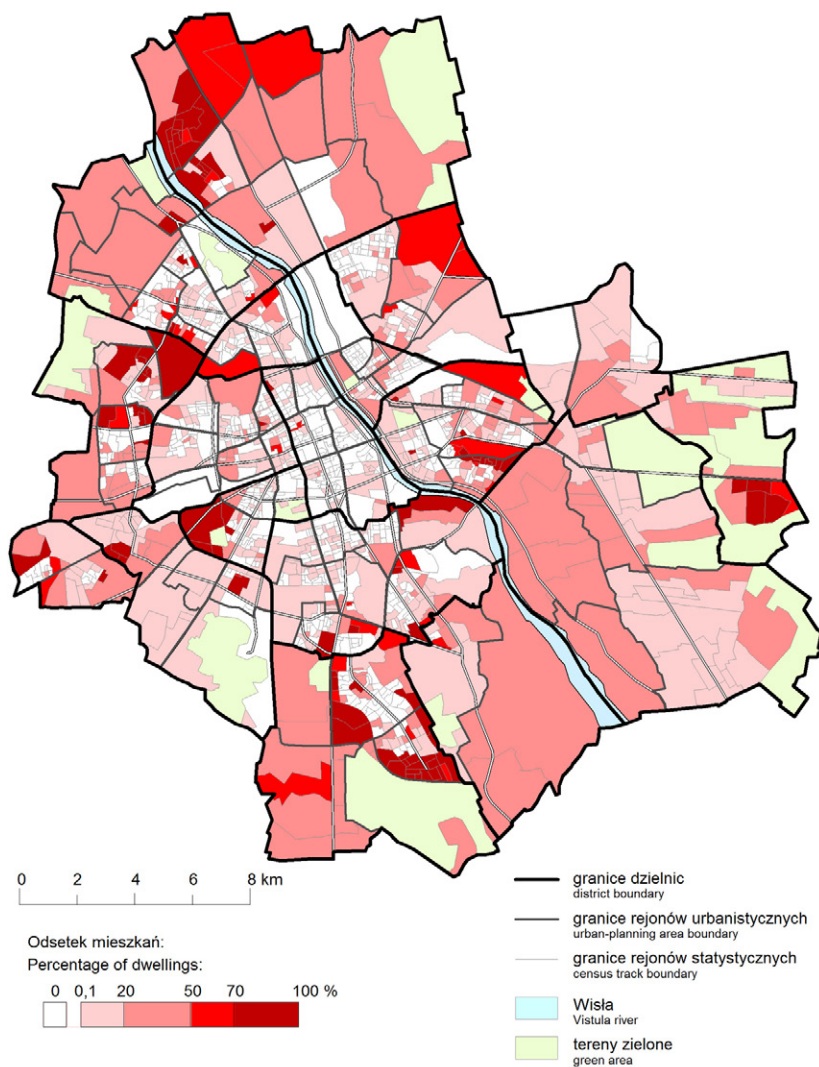 0 2 4 6 8 km
Odsetek mieszkań:
Percentage of dwellings:
0 0,1 20 50 70 100 %
granice dzielnic
district boundary
granice rejonów urbanistycznych
urban-planning area boundary
granice rejonów statystycznych
census track boundary
Wisła
Vistula river
tereny zielone
green area